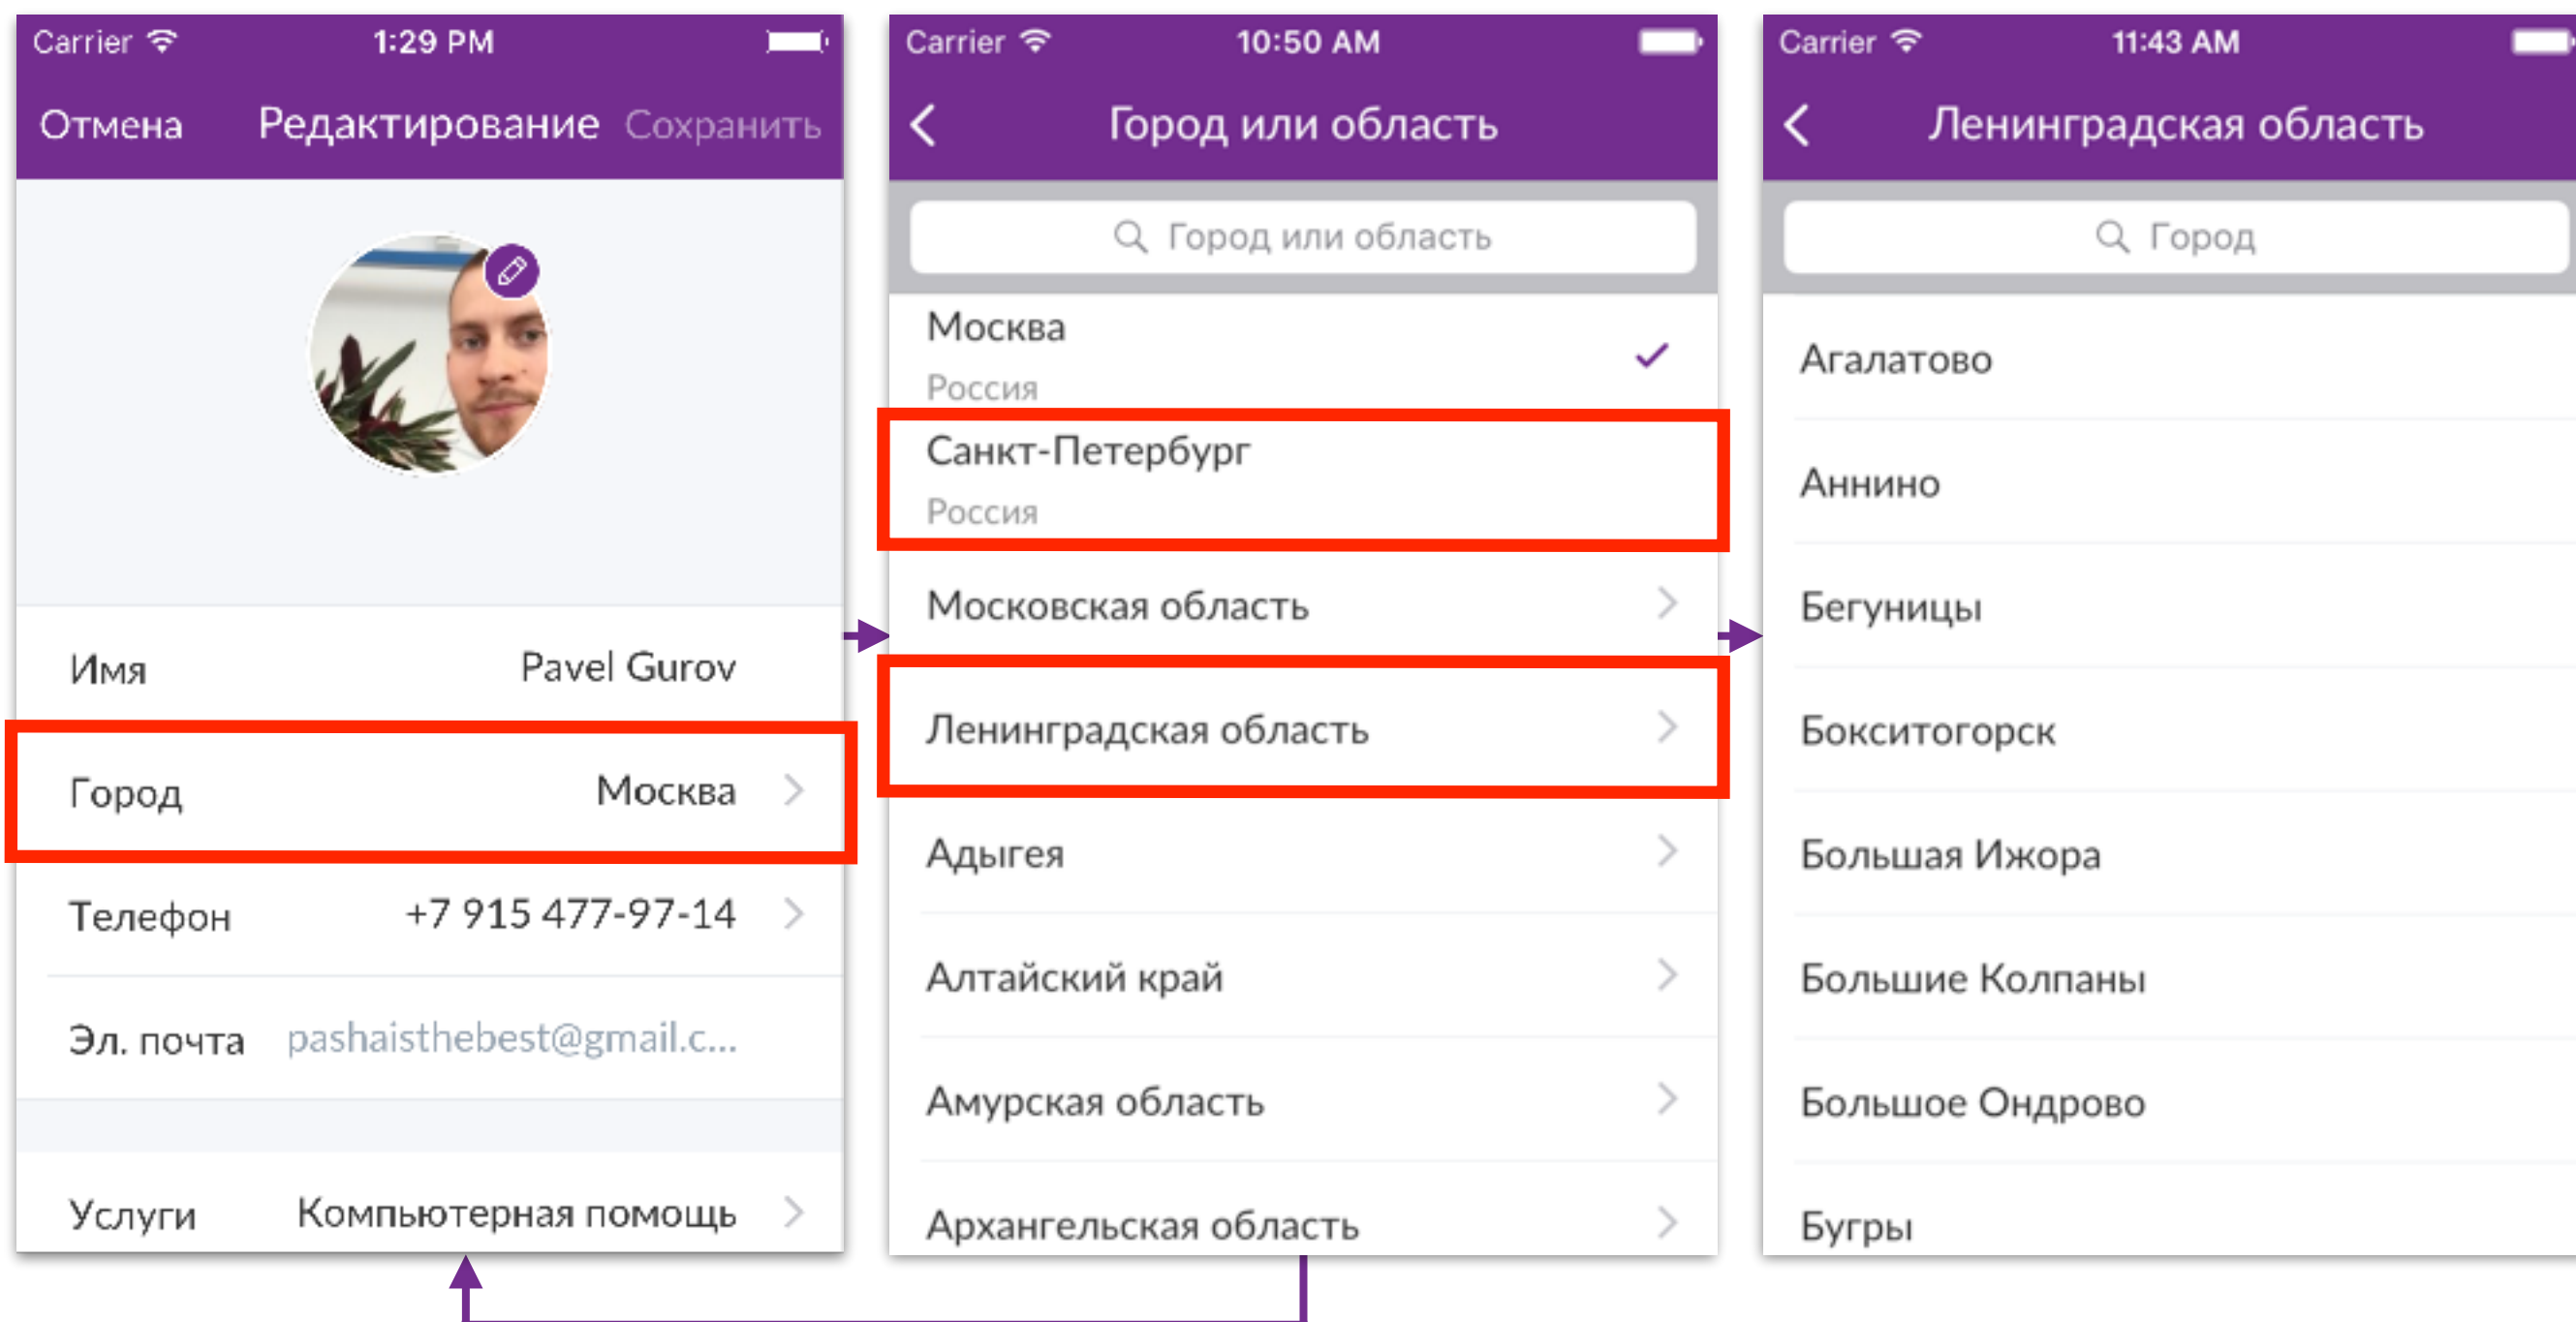 Carrier 1:29 PM
Отмена Редактирование Сохранить
Имя Pavel Gurov
Город Москва
Телефон +7 915 477-97-14
Эл. почта pashaisthebest@gmail.c...
Услуги Компьютерная помощь
Carrier 10:50 AM
Город или область
Город или область
Москва
Россия
Санкт-Петербург
Россия
Московская область
Ленинградская область
Адыгея
Алтайский край
Амурская область
Архангельская область
Carrier 11:43 AM
Ленинградская область
Город
Агалатово
Аннино
Бегуницы
Бокситогорск
Большая Ижора
Большие Колпаны
Большое Ондрово
Бугры